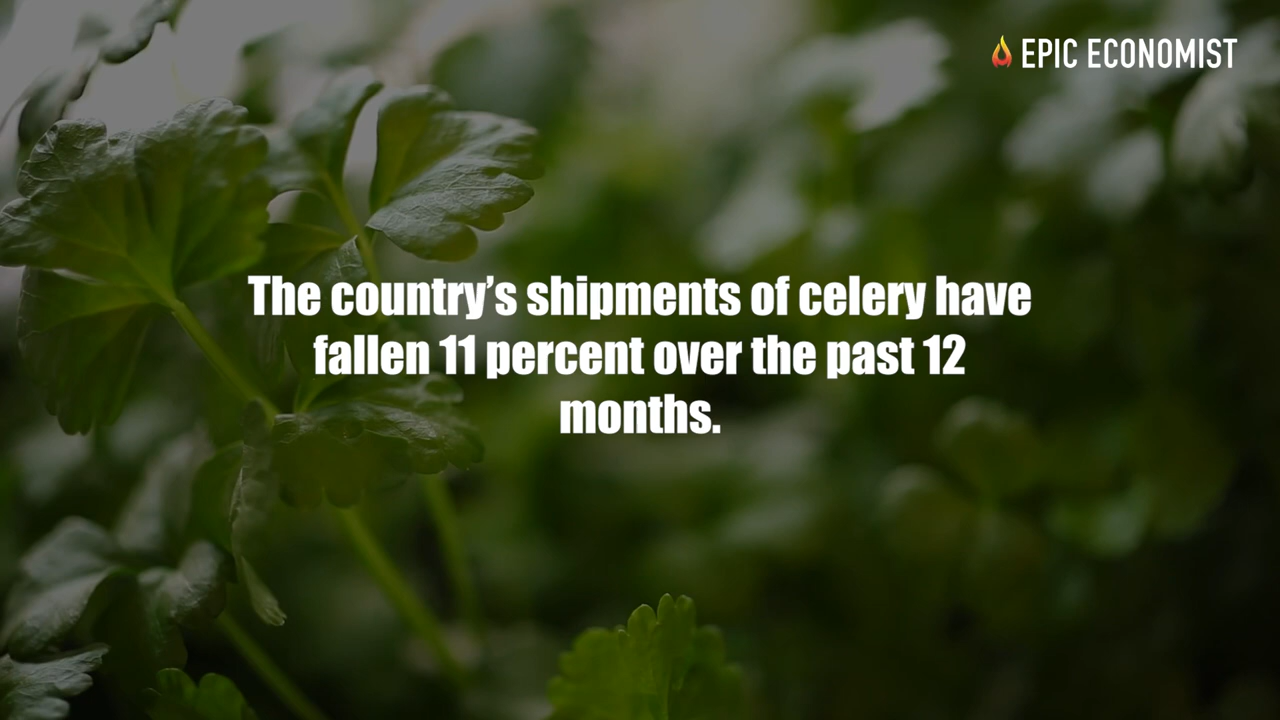 EPIC ECONOMIST
The country’s shipments of celery have
fallen 11 percent over the past 12
months.